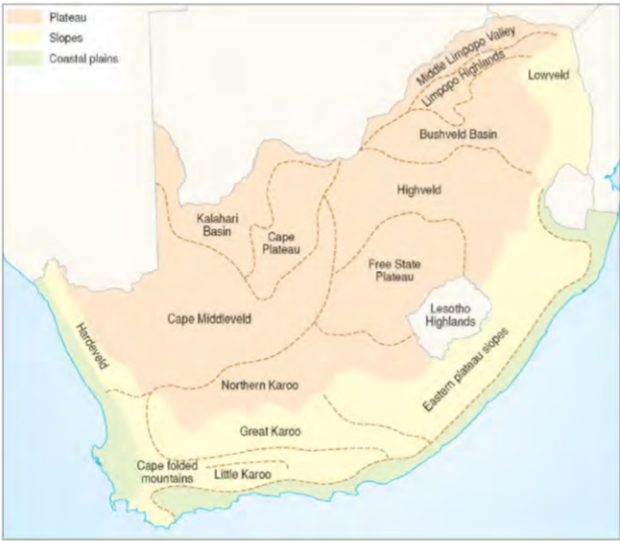 Plateau
Slopes
Coastal plains
Middle Limpopo Valley
Limpopo Highlands
Lowveld
Bushveld Basin
Highveld
Kalahari
Basin
Cape
Plateau
Free State
Plateau
Lesotho
Highlands
Cape Middleveld
Hardeveld
Eastern plateau slopes
Northern Karoo
Great Karoo
Cape folded
mountains
Little Karoo